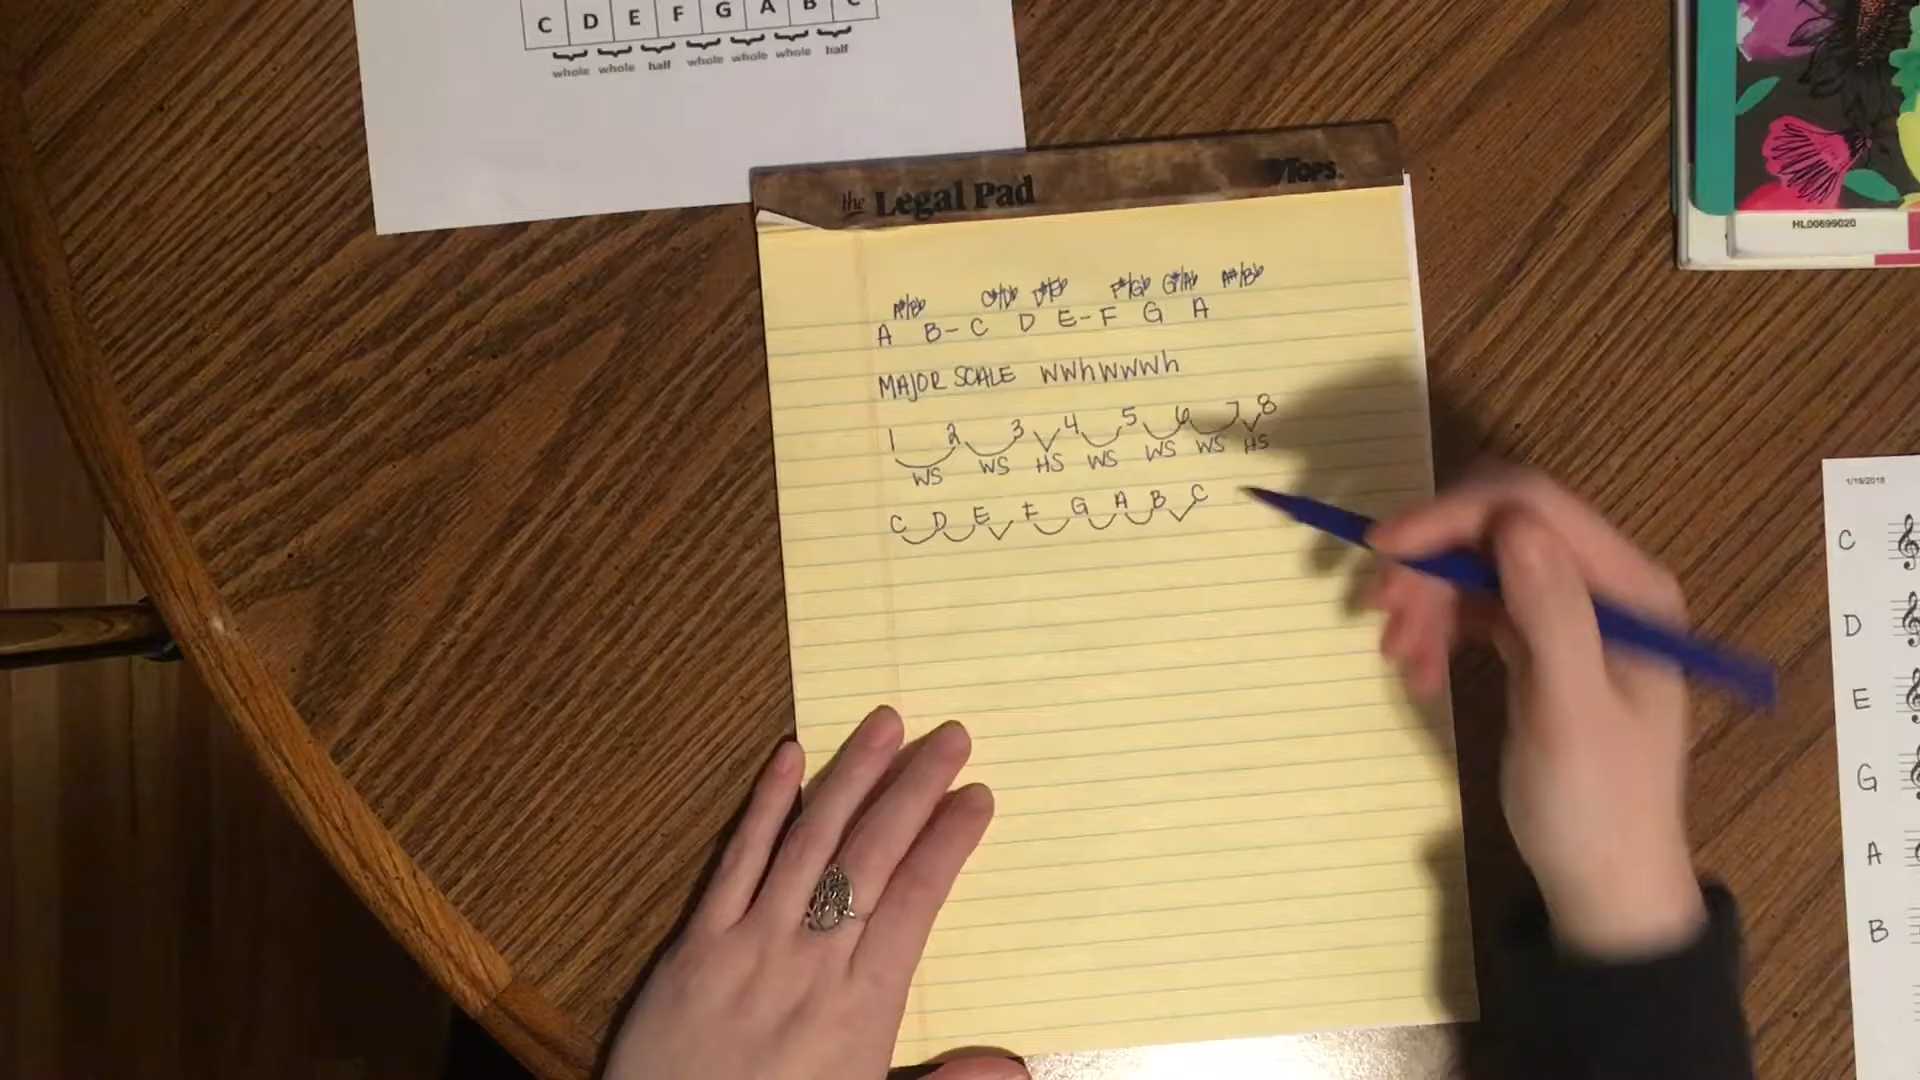 C D E F G A B C
whole whole half whole whole whole half
the Legal Pad TOPS.
HL00699020
A#/Bb C#/Db D#/Eb F#/Gb G#/Ab A#/Bb
A B-C D E-F G A
MAJOR SCALE WWhWWWh
1 2 3 4 5 6 7 8
WS WS HS WS WS WS HS
C D E F G A B C
1/19/2018
C
D
E
G
A
B